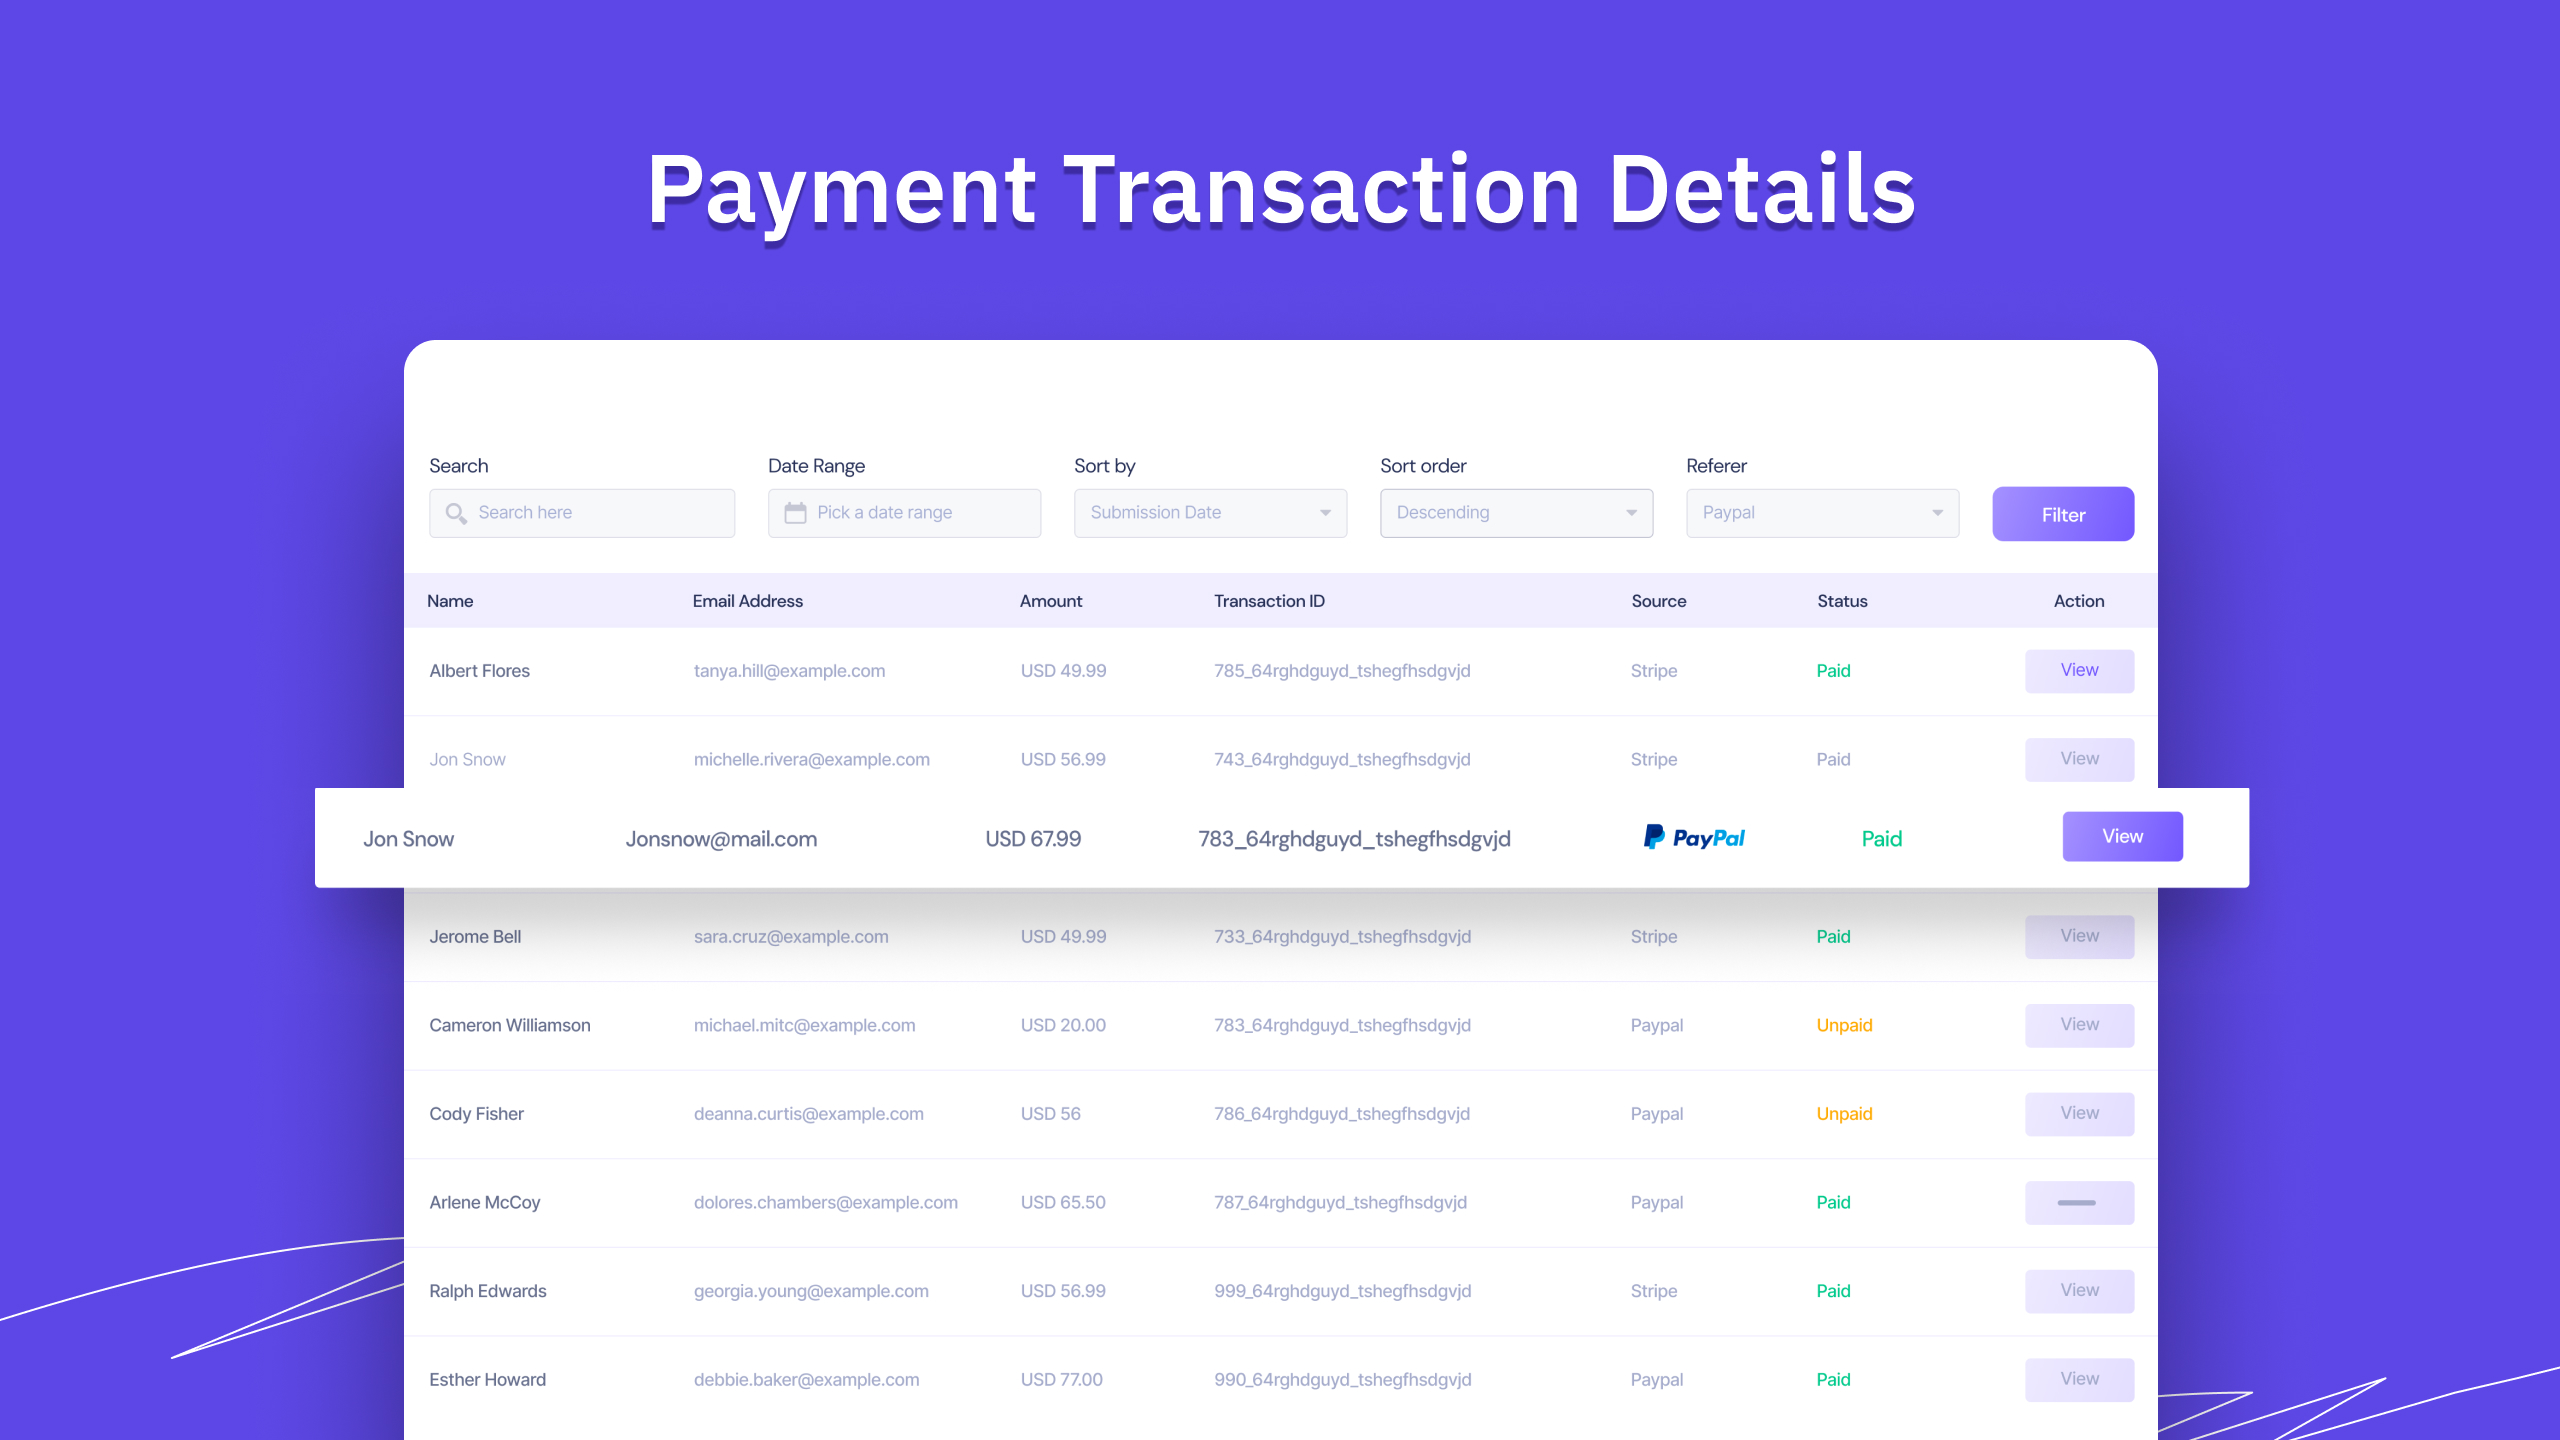 Payment Transaction Details
Search Date Range Sort by Sort order Referer
Search here Pick a date range Submission Date Descending Paypal Filter
Name Email Address Amount Transaction ID Source Status Action
Albert Flores tanya.hill@example.com USD 49.99 785_64rghdguyd_tshegfhsdgvjd Stripe Paid View
Jon Snow michelle.rivera@example.com USD 56.99 743_64rghdguyd_tshegfhsdgvjd Stripe Paid View
Jon Snow Jonsnow@mail.com USD 67.99 783_64rghdguyd_tshegfhsdgvjd PayPal Paid View
Jerome Bell sara.cruz@example.com USD 49.99 733_64rghdguyd_tshegfhsdgvjd Stripe Paid View
Cameron Williamson michael.mitc@example.com USD 20.00 783_64rghdguyd_tshegfhsdgvjd Paypal Unpaid View
Cody Fisher deanna.curtis@example.com USD 56 786_64rghdguyd_tshegfhsdgvjd Paypal Unpaid View
Arlene McCoy dolores.chambers@example.com USD 65.50 787_64rghdguyd_tshegfhsdgvjd Paypal Paid
Ralph Edwards georgia.young@example.com USD 56.99 999_64rghdguyd_tshegfhsdgvjd Stripe Paid View
Esther Howard debbie.baker@example.com USD 77.00 990_64rghdguyd_tshegfhsdgvjd Paypal Paid View